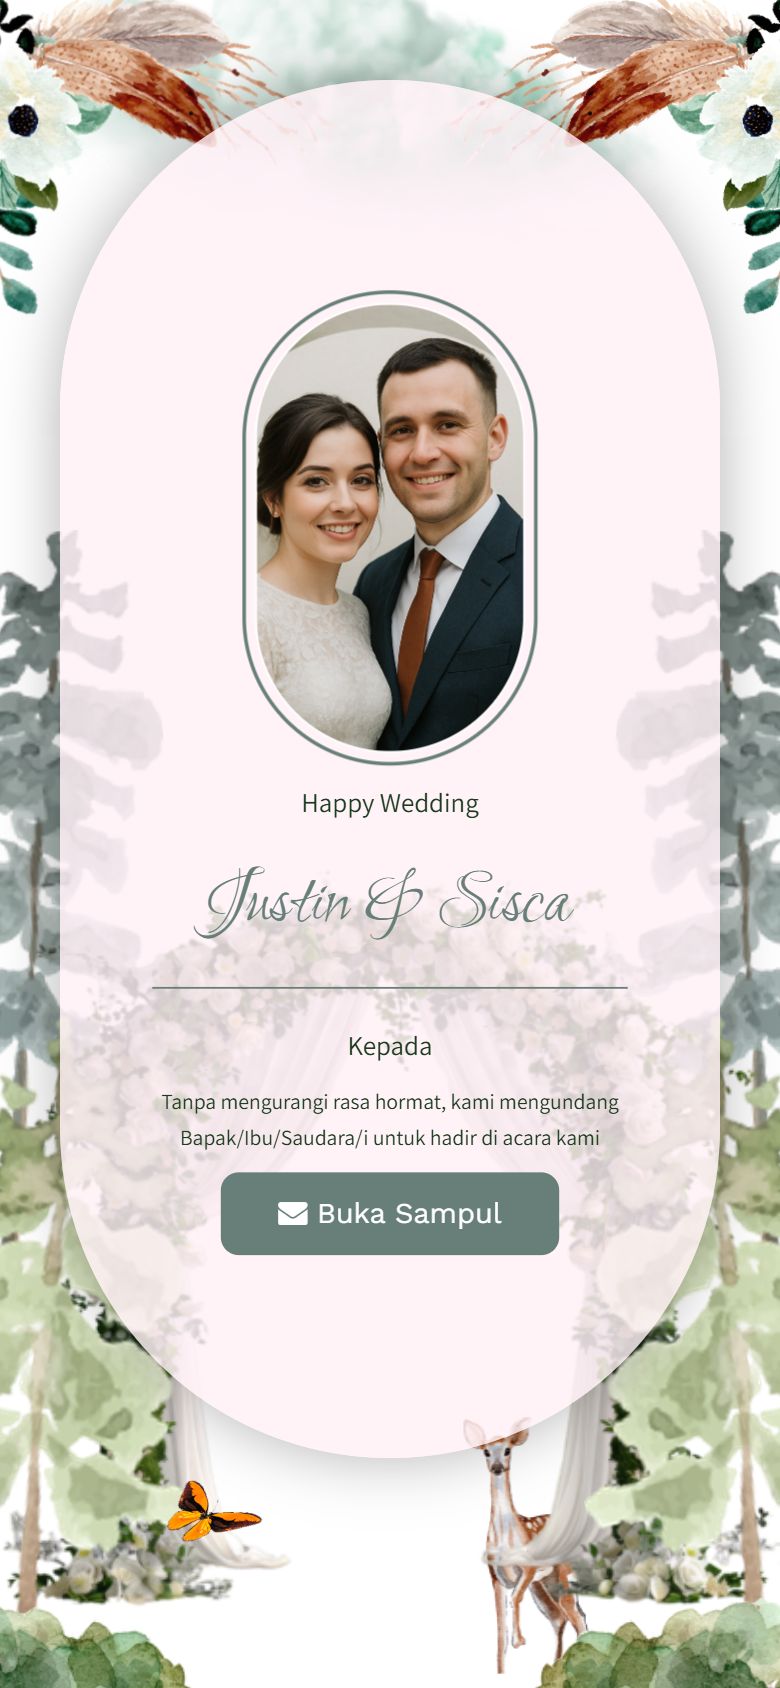 Happy Wedding
Justin & Sisca
Kepada
Tanpa mengurangi rasa hormat, kami mengundang
Bapak/Ibu/Saudara/i untuk hadir di acara kami
Buka Sampul